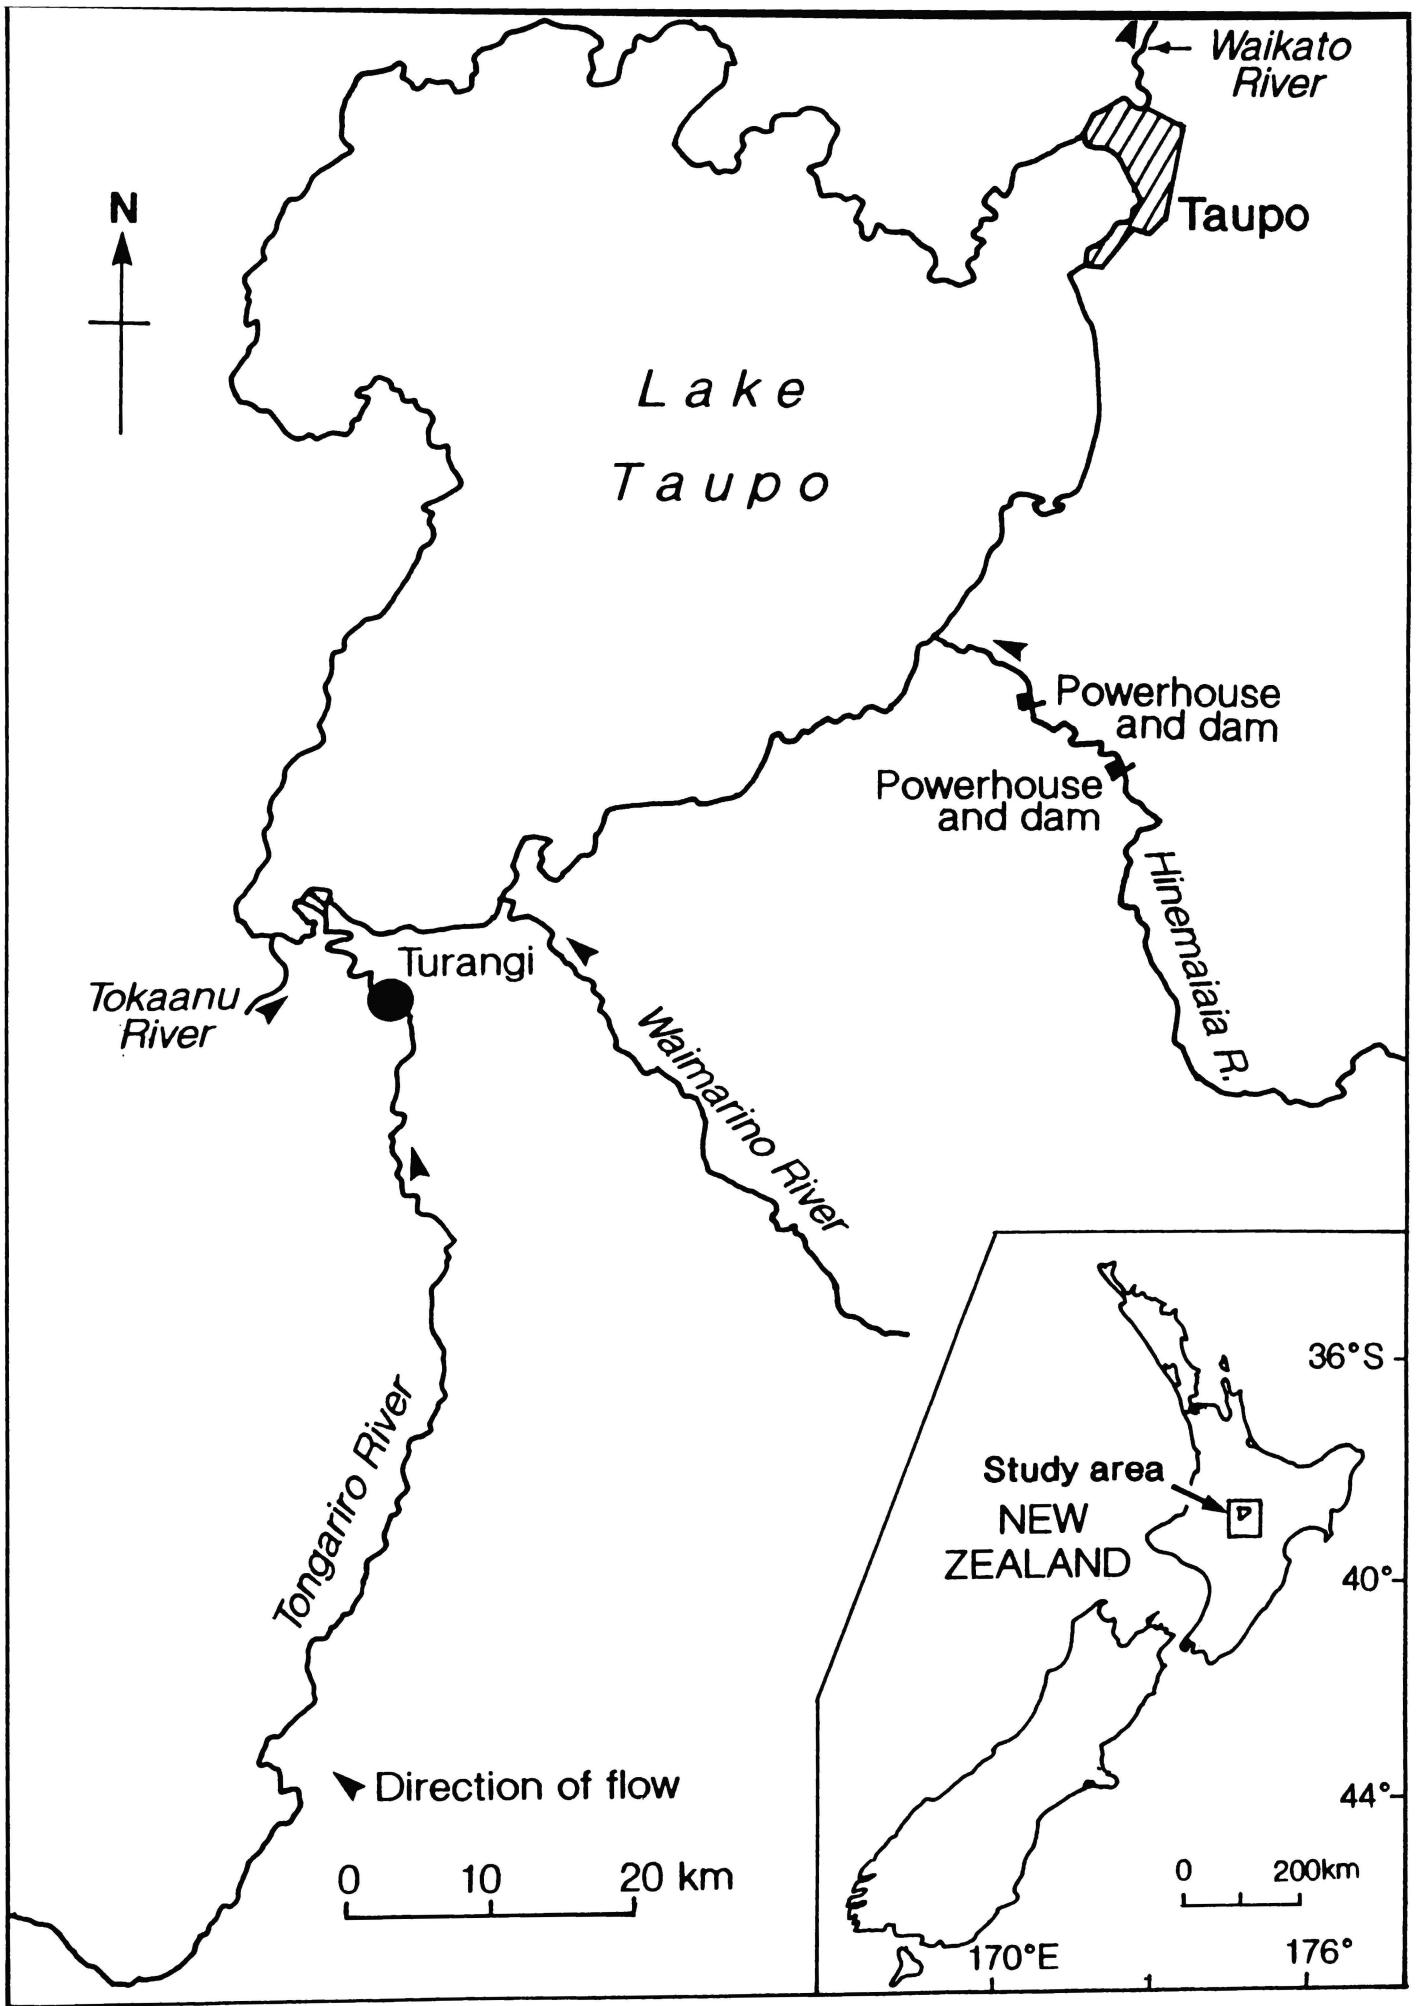 Waikato
River
N
Taupo
Lake
Taupo
Powerhouse
and dam
Powerhouse
and dam
Hinemaiaia R.
Turangi
Tokaanu
River
Waimarino River
Tongariro River
36°S
Study area
NEW
ZEALAND
40°
44°
Direction of flow
0 10 20 km
0 200km
170°E 176°